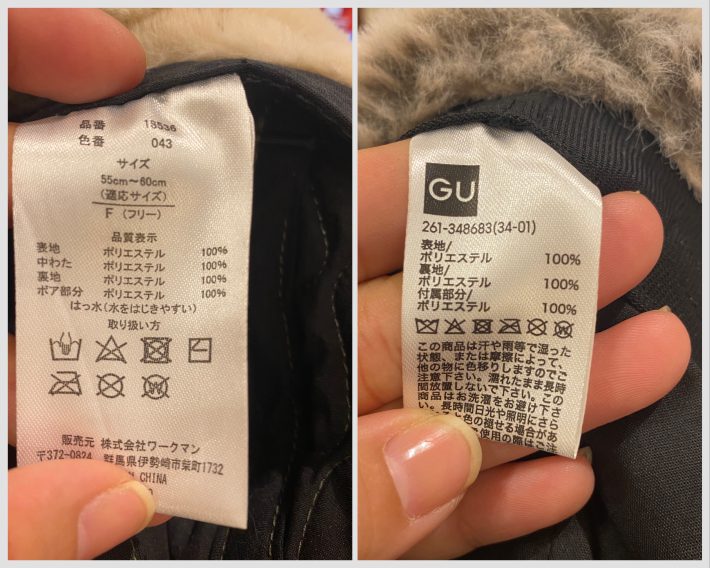 品番 18536
色番 043
サイズ
55cm～60cm
(適応サイズ)
F (フリー)
品質表示
表地 ポリエステル 100%
中わた ポリエステル 100%
裏地 ポリエステル 100%
ボア部分 ポリエステル 100%
はっ水(水をはじきやすい)
取り扱い方
販売元 株式会社ワークマン
〒372-0824 群馬県伊勢崎市柴町1732
CHINA
GU
261-348683(34-01)
表地/
ポリエステル 100%
裏地/
ポリエステル 100%
付属部分/
ポリエステル 100%
この商品は汗や雨等で湿った
状態、または摩擦によって、
他の物に色移りしますのでご
注意下さい。濡れたまま長時
間放置しないで下さい。この
商品はお洗濯をお避け下さ
い。長時間日光や照明にさら
と色の褪せる場合があ
使用の際はご注